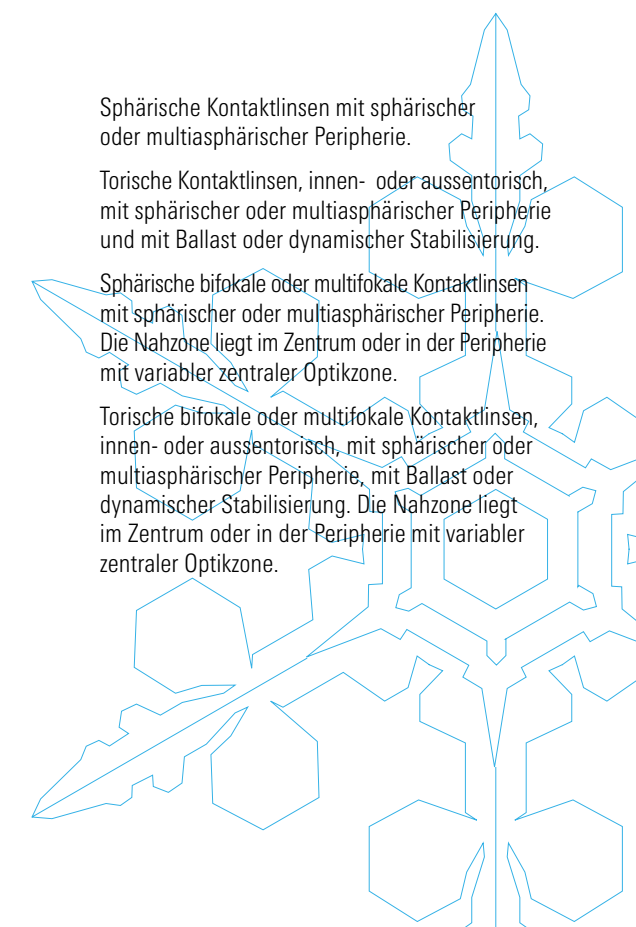 Sphärische Kontaktlinsen mit sphärischer
oder multiasphärischer Peripherie.
Torische Kontaktlinsen, innen- oder aussentorisch,
mit sphärischer oder multiasphärischer Peripherie
und mit Ballast oder dynamischer Stabilisierung.
Sphärische bifokale oder multifokale Kontaktlinsen
mit sphärischer oder multiasphärischer Peripherie.
Die Nahzone liegt im Zentrum oder in der Peripherie
mit variabler zentraler Optikzone.
Torische bifokale oder multifokale Kontaktlinsen,
innen- oder aussentorisch, mit sphärischer oder
multiasphärischer Peripherie, mit Ballast oder
dynamischer Stabilisierung. Die Nahzone liegt
im Zentrum oder in der Peripherie mit variabler
zentraler Optikzone.